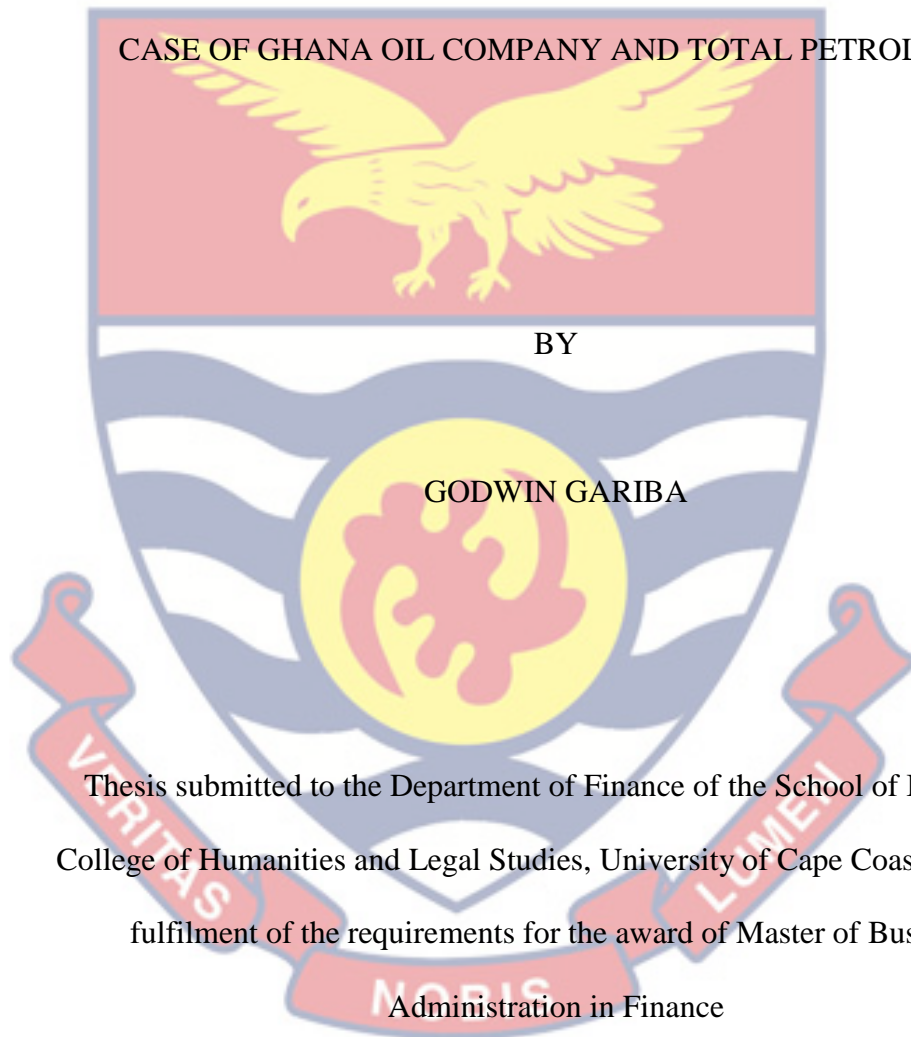 CASE OF GHANA OIL COMPANY AND TOTAL PETROL
BY
GODWIN GARIBA
Thesis submitted to the Department of Finance of the School of
College of Humanities and Legal Studies, University of Cape Coas
fulfilment of the requirements for the award of Master of Bus
Administration in Finance
VERITAS
NOBIS
LUMEN